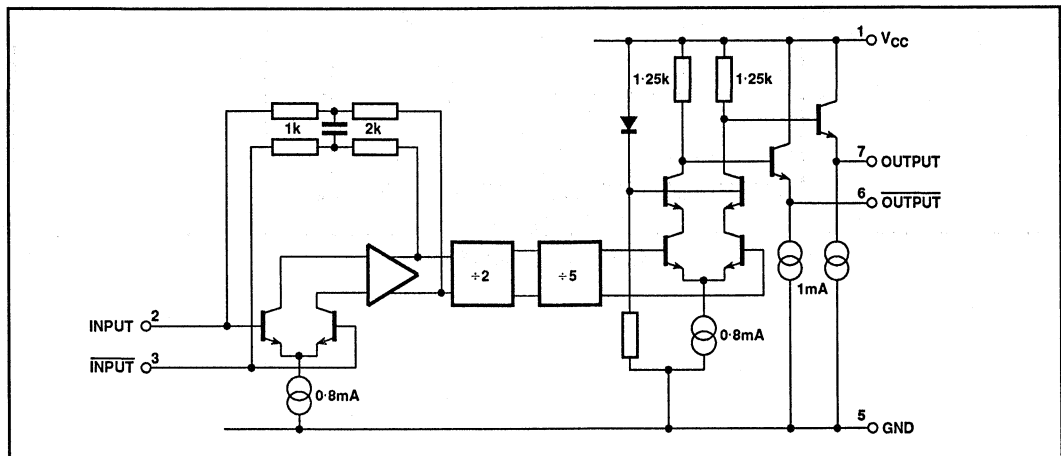 1 VCC
1·25k 1·25k
1k 2k
7 OUTPUT
6 OUTPUT
÷2 ÷5
1mA
INPUT 2
0·8mA
INPUT 3
0·8mA
5 GND